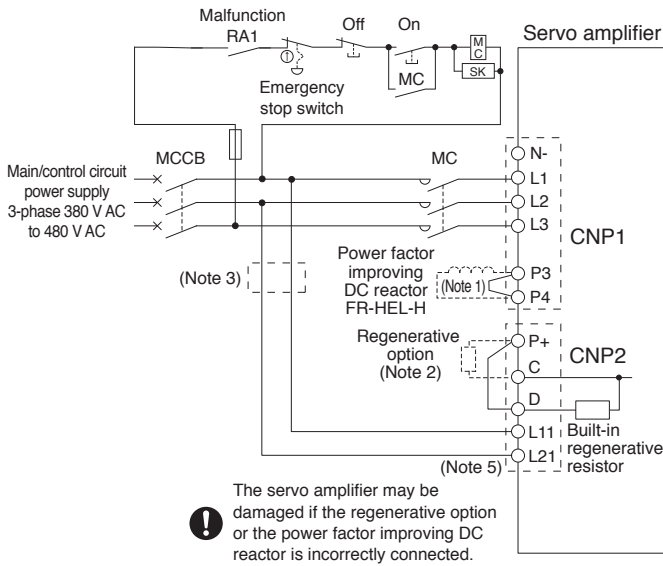 Malfunction
RA1
Off
On
Servo amplifier
MC
SK
MC
Emergency
stop switch
MCCB
MC
N-
Main/control circuit
power supply
3-phase 380 V AC
to 480 V AC
L1
L2
L3
CNP1
(Note 3)
Power factor
improving
DC reactor
FR-HEL-H
(Note 1)
P3
P4
Regenerative
option
(Note 2)
P+
CNP2
C
D
L11
Built-in
regenerative
resistor
L21
(Note 5)
The servo amplifier may be
damaged if the regenerative option
or the power factor improving DC
reactor is incorrectly connected.